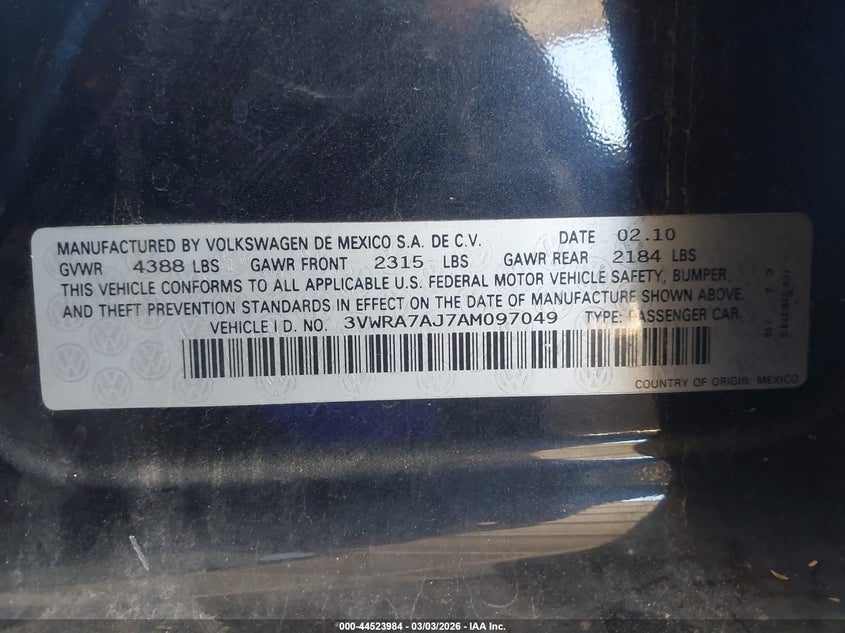 MANUFACTURED BY VOLKSWAGEN DE MEXICO S.A. DE C.V. DATE 02.10
GVWR 4388 LBS GAWR FRONT 2315 LBS GAWR REAR 2184 LBS
THIS VEHICLE CONFORMS TO ALL APPLICABLE U.S. FEDERAL MOTOR VEHICLE SAFETY, BUMPER,
AND THEFT PREVENTION STANDARDS IN EFFECT ON THE DATE OF MANUFACTURE SHOWN ABOVE.
VEHICLE I.D. NO. 3VWRA7AJ7AM097049 TYPE: PASSENGER CAR
COUNTRY OF ORIGIN: MEXICO
000-44523984 - 03/03/2026 - IAA Inc.